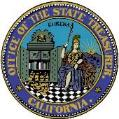 OFFICE OF THE STATE TREASURER
EUREKA
CALIFORNIA